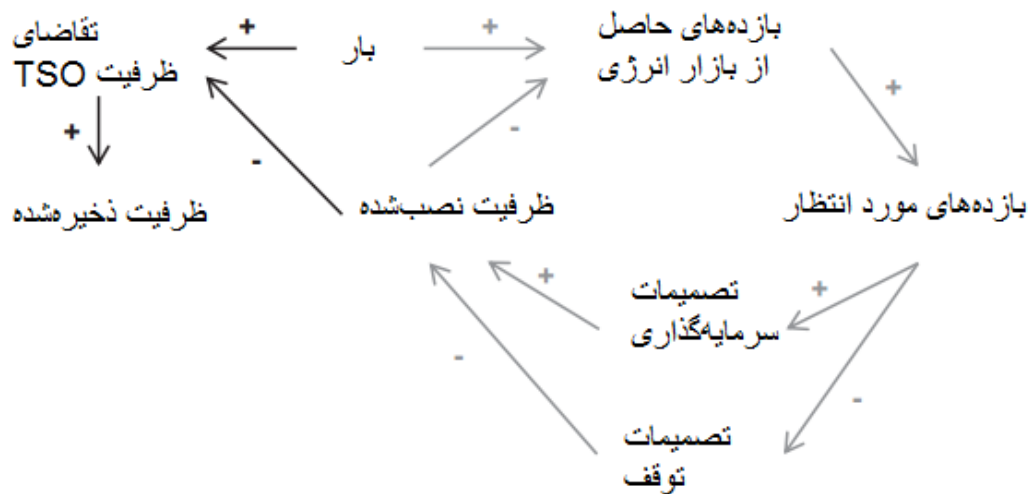 تقاضای
ظرفیت TSO
+
بار
+
بازده‌های حاصل
از بازار انرژی
+
+
-
-
ظرفیت ذخیره‌شده
ظرفیت نصب‌شده
بازده‌های مورد انتظار
+
تصمیمات
سرمایه‌گذاری
+
-
-
تصمیمات
توقف